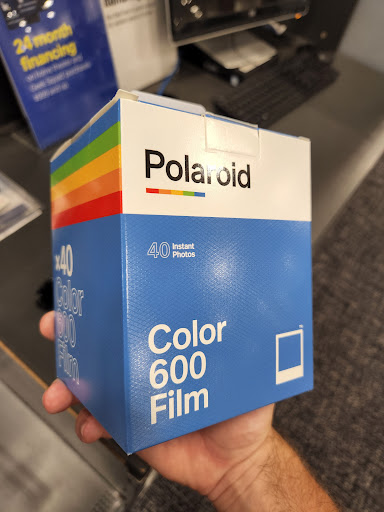 24 month
financing
Polaroid
40 Instant
Photos
x40
Color
600
Film
Color
600
Film